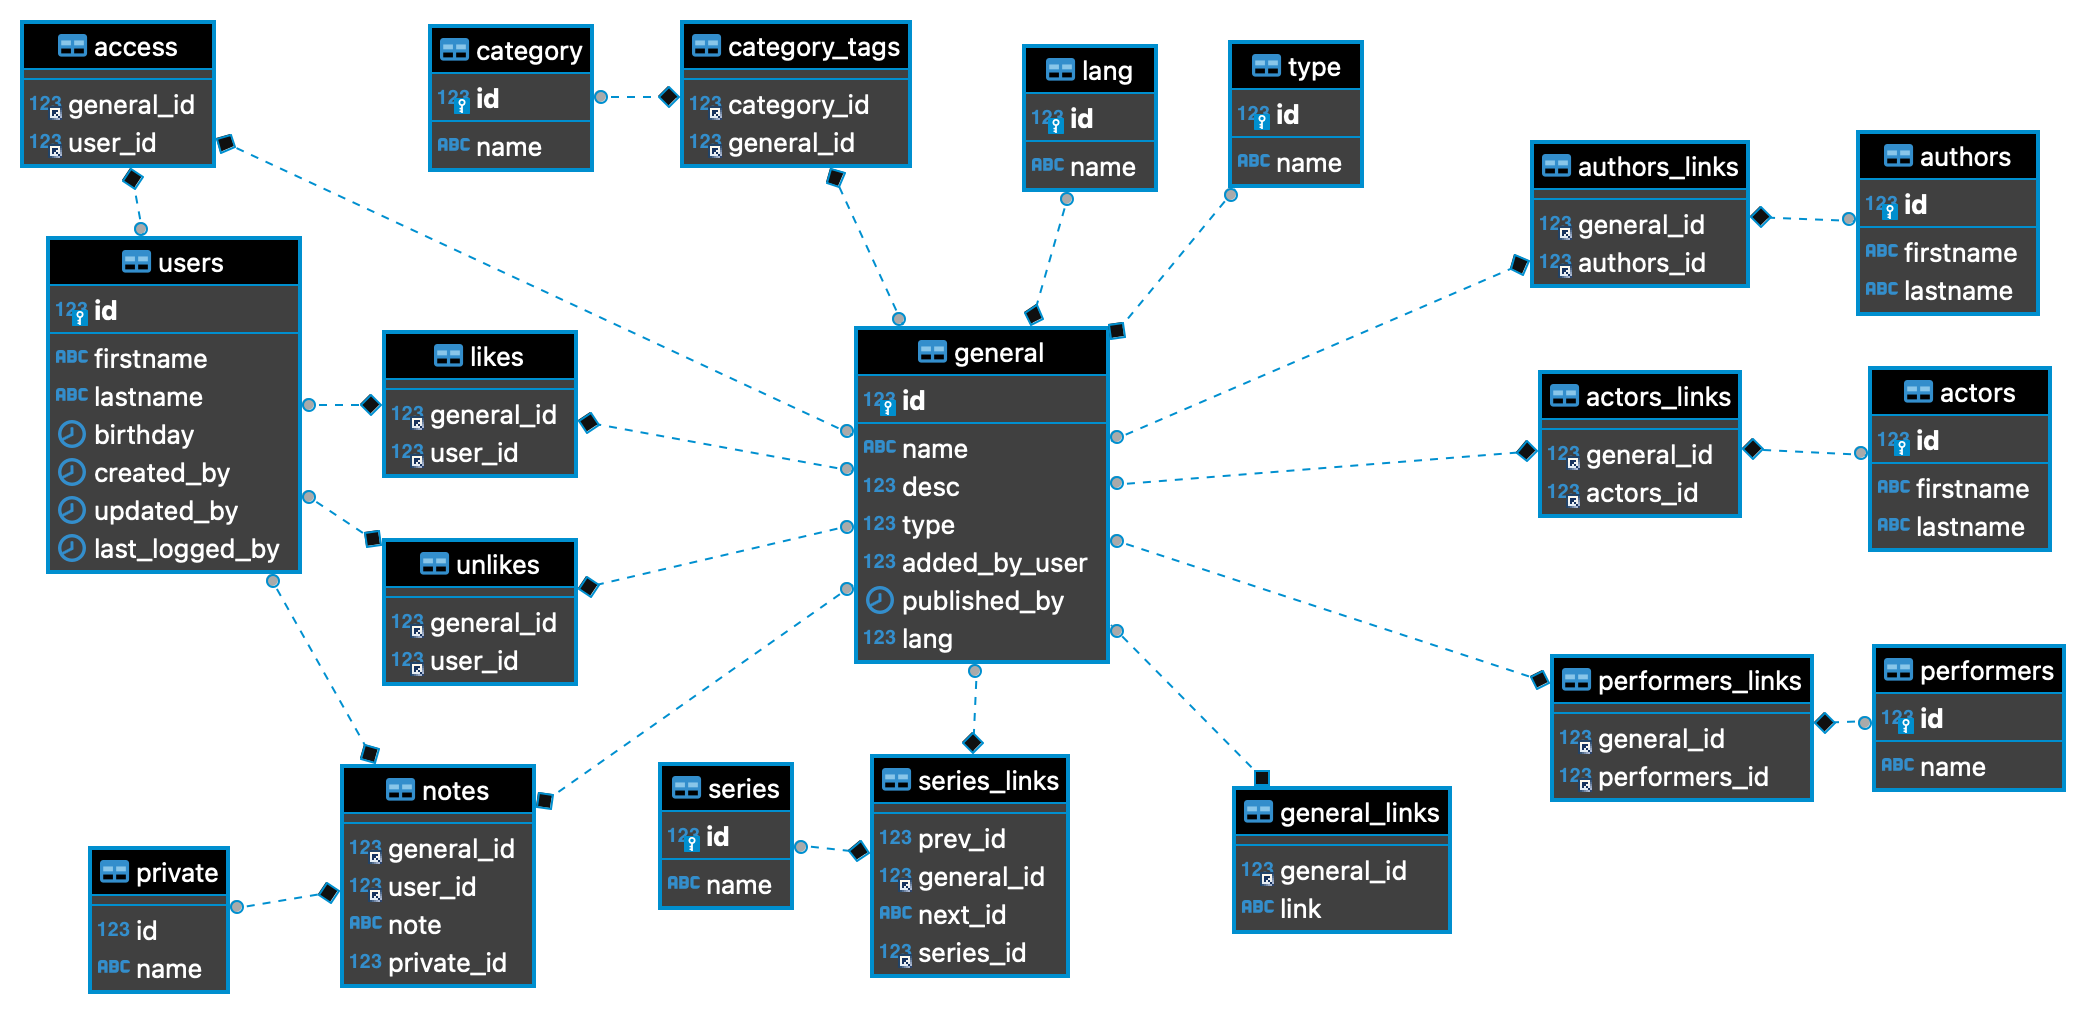 access
123 general_id
123 user_id
category
123 id
ABC name
category_tags
123 category_id
123 general_id
lang
123 id
ABC name
type
123 id
ABC name
authors_links
123 general_id
123 authors_id
authors
123 id
ABC firstname
ABC lastname
users
123 id
ABC firstname
ABC lastname
birthday
created_by
updated_by
last_logged_by
likes
123 general_id
123 user_id
general
123 id
ABC name
123 desc
123 type
123 added_by_user
published_by
123 lang
actors_links
123 general_id
123 actors_id
actors
123 id
ABC firstname
ABC lastname
unlikes
123 general_id
123 user_id
performers_links
123 general_id
123 performers_id
performers
123 id
ABC name
private
123 id
ABC name
notes
123 general_id
123 user_id
ABC note
123 private_id
series
123 id
ABC name
series_links
123 prev_id
123 general_id
ABC next_id
123 series_id
general_links
123 general_id
ABC link